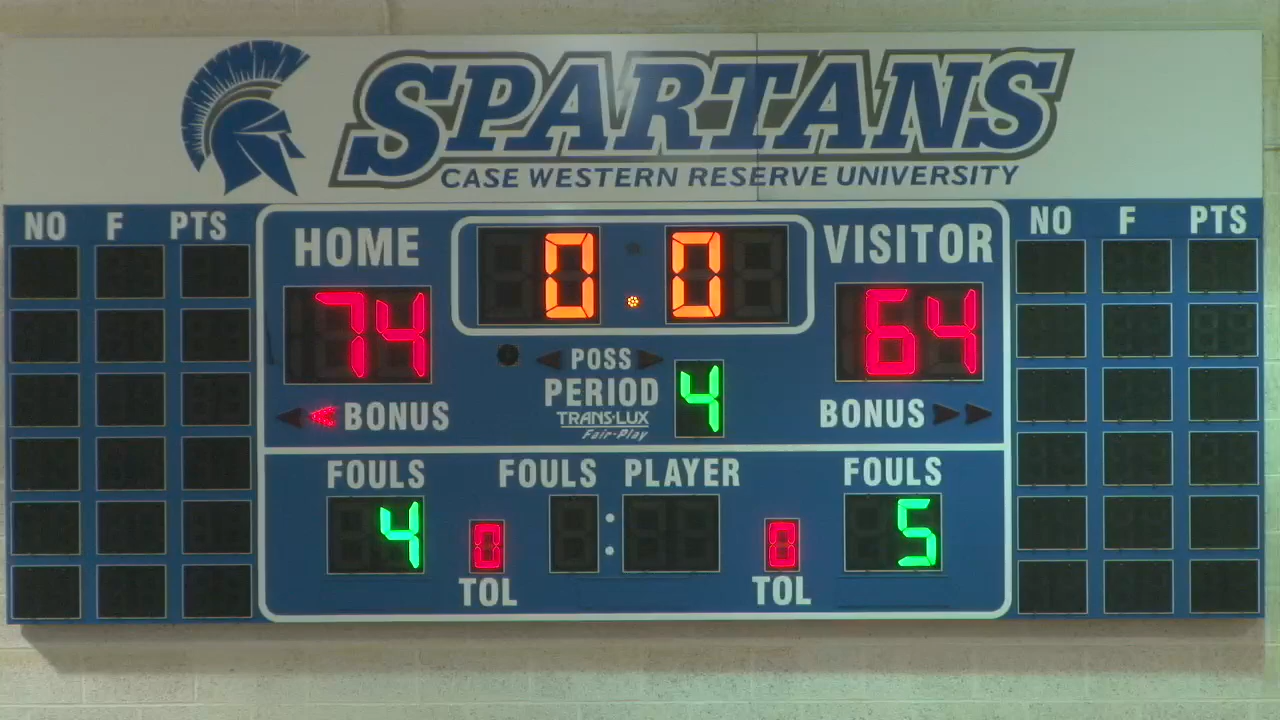 SPARTANS
CASE WESTERN RESERVE UNIVERSITY
NO F PTS
HOME
0.0
VISITOR
NO F PTS
74
64
POSS
PERIOD 4
TRANS-LUX
Fair-Play
BONUS
BONUS
FOULS
FOULS PLAYER
FOULS
4
0
:
0
5
TOL
TOL